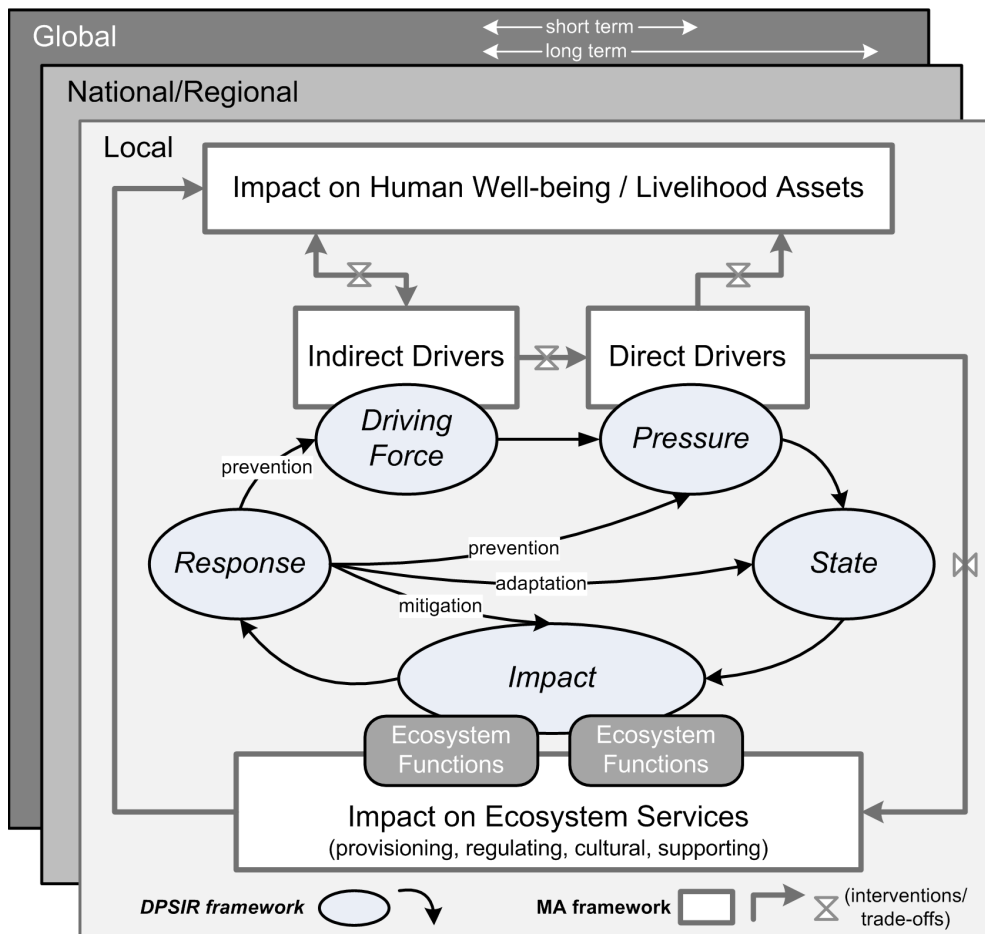 Global
short term
long term
National/Regional
Local
Impact on Human Well-being / Livelihood Assets
Indirect Drivers
Direct Drivers
Driving
Force
Pressure
prevention
Response
prevention
adaptation
mitigation
State
Impact
Ecosystem
Functions
Ecosystem
Functions
Impact on Ecosystem Services
(provisioning, regulating, cultural, supporting)
DPSIR framework
MA framework
(interventions/
trade-offs)